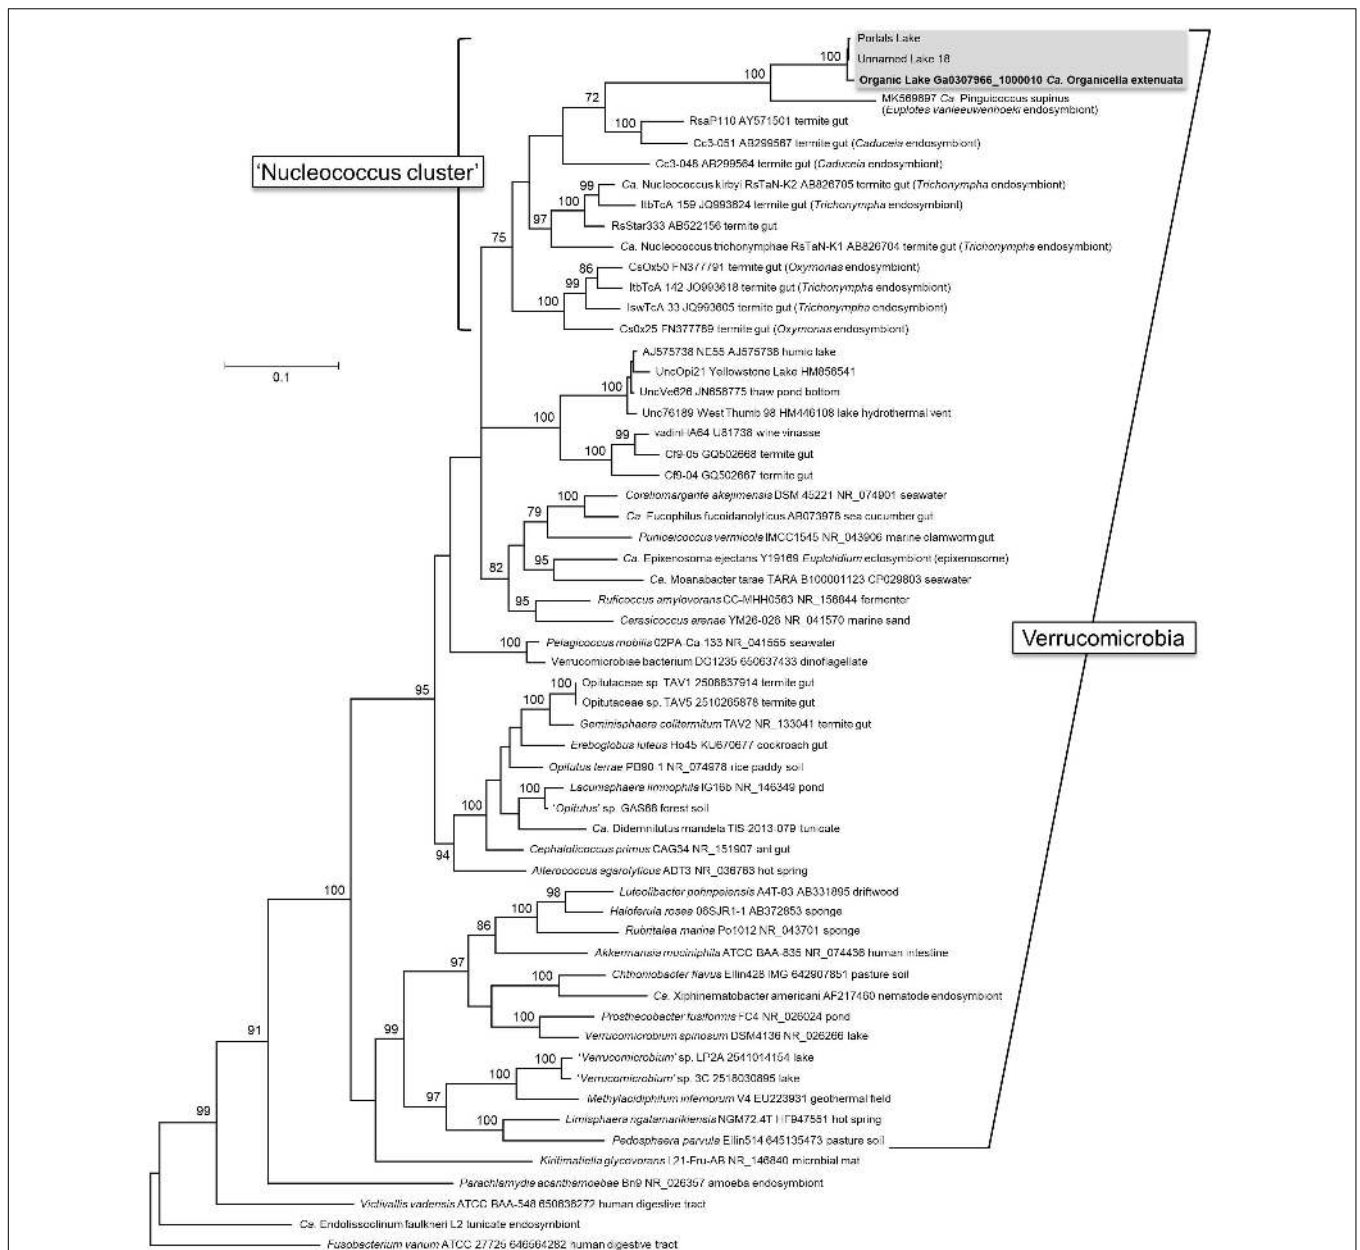 Portals Lake
100
Unnamed Lake 18
100
Organic Lake Ga0307966_1000010 Ca. Organicella extenuata
MK569697 Ca. Pinguicoccus supinus
(Euplotes vanleeuwenhoeki endosymbiont)
72
RsaP110 AY571501 termite gut
100
Cc3-051 AB299567 termite gut (Caduceia endosymbiont)
Cc3-048 AB299564 termite gut (Caduceia endosymbiont)
'Nucleococcus cluster'
99
Ca. Nucleococcus kirbyi RsTaN-K2 AB826705 termite gut (Trichonympha endosymbiont)
100
ItbTcA 159 JQ993624 termite gut (Trichonympha endosymbiont)
97
RsStar333 AB522156 termite gut
75
Ca. Nucleococcus trichonymphae RsTaN-K1 AB826704 termite gut (Trichonympha endosymbiont)
86
CsOx50 FN377791 termite gut (Oxymonas endosymbiont)
99
ItbTcA 142 JQ993618 termite gut (Trichonympha endosymbiont)
100
IswTcA 33 JQ993605 termite gut (Trichonympha endosymbiont)
Cs0x25 FN377789 termite gut (Oxymonas endosymbiont)
AJ575738 NE55 AJ575738 humic lake
0.1
UncOpi21 Yellowstone Lake HM856541
100
UncVe626 JN656775 thaw pond bottom
Unc76189 West Thumb 98 HM446108 lake hydrothermal vent
100
99
vadinHA64 U81738 wine vinasse
100
Cf9-05 GQ502668 termite gut
Cf9-04 GQ502667 termite gut
100
Coraliomargarita akajimensis DSM 45221 NR_074901 seawater
79
Ca. Fucophilus fucoidanolyticus AB073978 sea cucumber gut
Puniceicoccus vermicola IMCC1545 NR_043906 marine clamworm gut
95
Ca. Epixenosoma ejectans Y19169 Euplotidium ectosymbiont (epixenosome)
82
Ca. Moanabacter tarae TARA B100001123 CP029803 seawater
95
Ruficoccus amylovorans CC-MHH0563 NR_156844 fermenter
Cerasicoccus arenae YM26-026 NR_041570 marine sand
Verrucomicrobia
100
Pelagicoccus mobilis 02PA-Ca-133 NR_041555 seawater
Verrucomicrobiae bacterium DG1235 650637433 dinoflagellate
95
100
Opitutaceae sp. TAV1 2508837914 termite gut
100
Opitutaceae sp. TAV5 2510265878 termite gut
Geminisphaera colitermitum TAV2 NR_133041 termite gut
Ereboglobus luteus Ho45 KU670677 cockroach gut
Opitutus terrae PB90-1 NR_074978 rice paddy soil
100
Lacunisphaera limnophila IG16b NR_146349 pond
100
'Opitutus' sp. GAS68 forest soil
Ca. Didemnitutus mandela TIS-2013-079 tunicate
Cephaloticoccus primus CAG34 NR_151907 ant gut
94
Alterococcus agarolyticus ADT3 NR_036763 hot spring
100
98
Luteolibacter pohnpeiensis A4T-83 AB331895 driftwood
100
Haloferula rosea 06SJR1-1 AB372853 sponge
86
Rubritalea marina Po1012 NR_043701 sponge
Akkermansia muciniphila ATCC BAA-835 NR_074436 human intestine
97
100
Chthoniobacter flavus Ellin428 IMG 642907851 pasture soil
Ca. Xiphinematobacter americani AF217460 nematode endosymbiont
100
Prosthecobacter fusiformis FC4 NR_026024 pond
91
99
Verrucomicrobium spinosum DSM4136 NR_026266 lake
100
'Verrucomicrobium' sp. LP2A 2541014154 lake
100
'Verrucomicrobium' sp. 3C 2518030895 lake
97
Methylacidiphilum infernorum V4 EU223931 geothermal field
99
100
Limisphaera ngatamarikiensis NGM72.4T HF947551 hot spring
Pedosphaera parvula Ellin514 645135473 pasture soil
Kiritimatiella glycovorans L21-Fru-AB NR_146840 microbial mat
Parachlamydia acanthamoebae Bn9 NR_026357 amoeba endosymbiont
Victivallis vadensis ATCC BAA-548 650636272 human digestive tract
Ca. Endolissoclinum faulkneri L2 tunicate endosymbiont
Fusobacterium varium ATCC 27725 646564282 human digestive tract